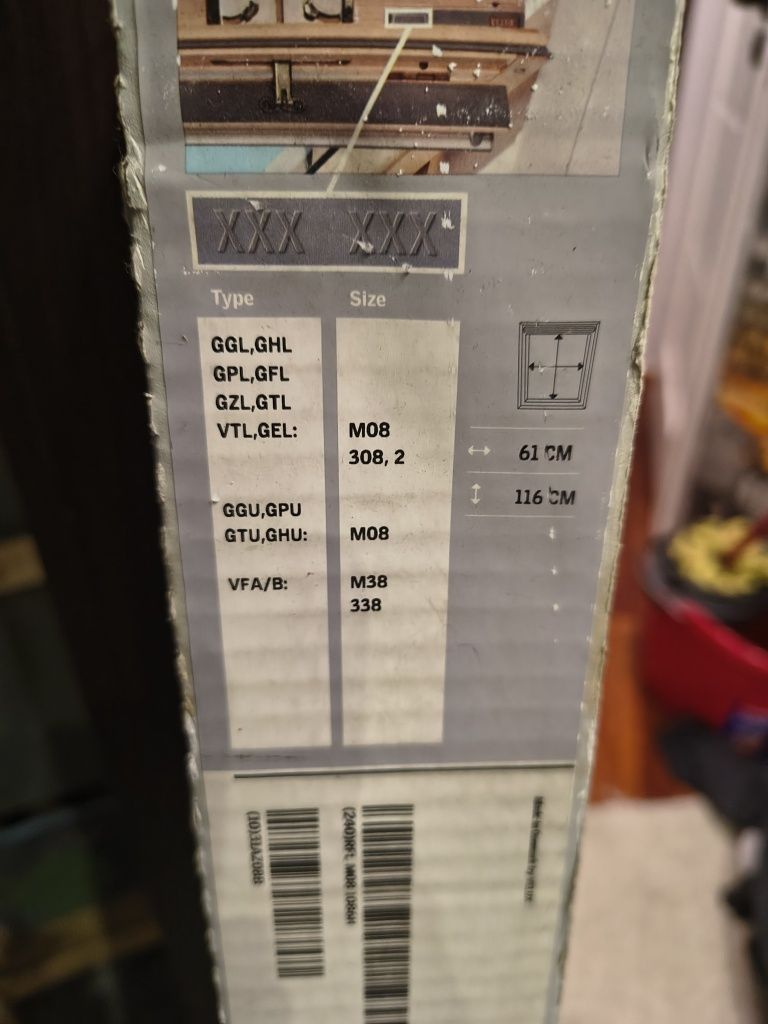 XXX XXX
Type Size
GGL,GHL
GPL,GFL
GZL,GTL
VTL,GEL: M08
308, 2
61 CM
116 CM
GGU,GPU
GTU,GHU: M08
VFA/B: M38
338